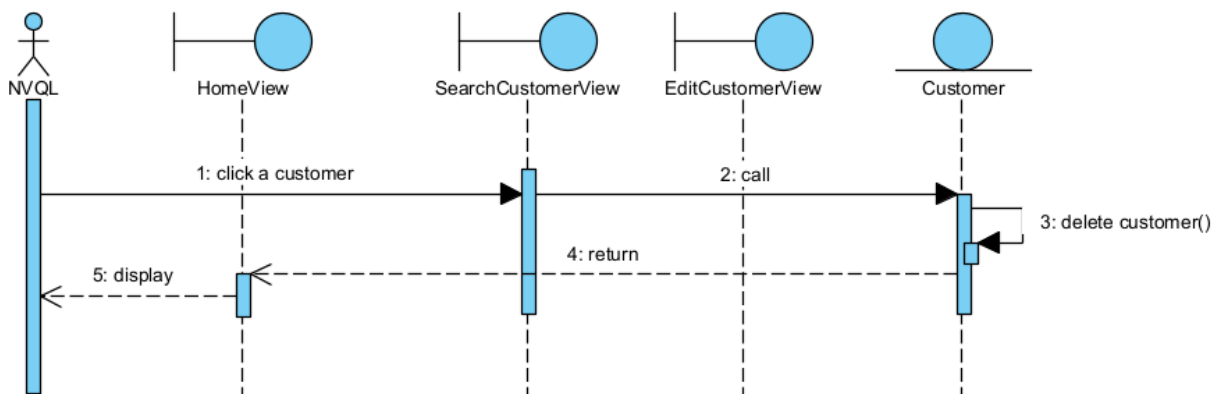 NVQL
HomeView
SearchCustomerView
EditCustomerView
Customer
1: click a customer
2: call
3: delete customer()
4: return
5: display